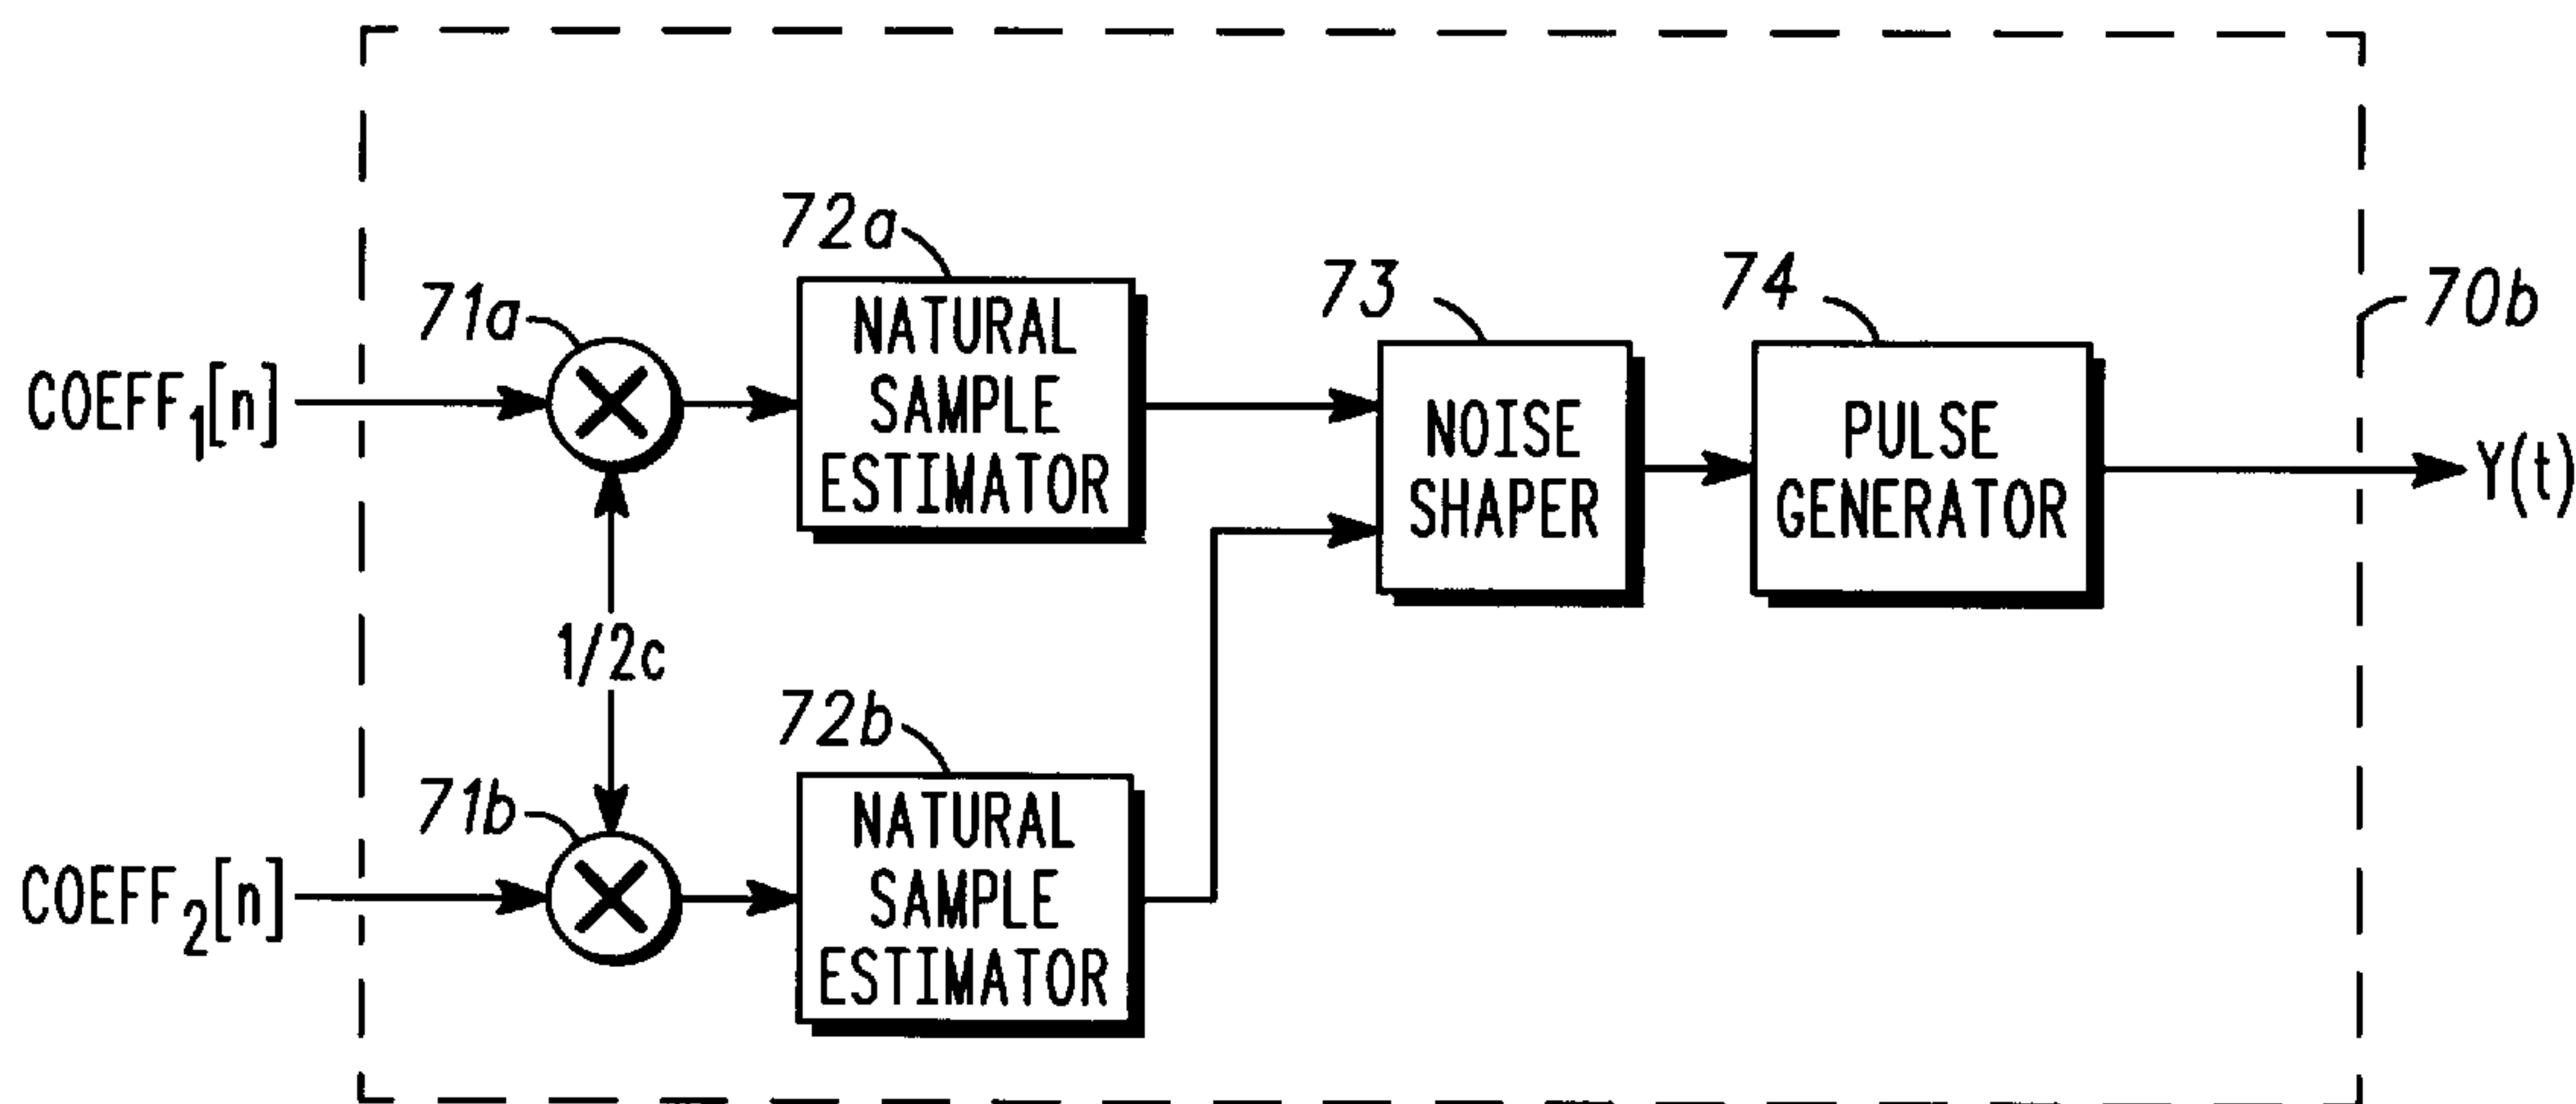 72a
71a
NATURAL
SAMPLE
ESTIMATOR
73
NOISE
SHAPER
74
PULSE
GENERATOR
70b
COEFF₁[n]
Y(t)
1/2c
72b
71b
NATURAL
SAMPLE
ESTIMATOR
COEFF₂[n]